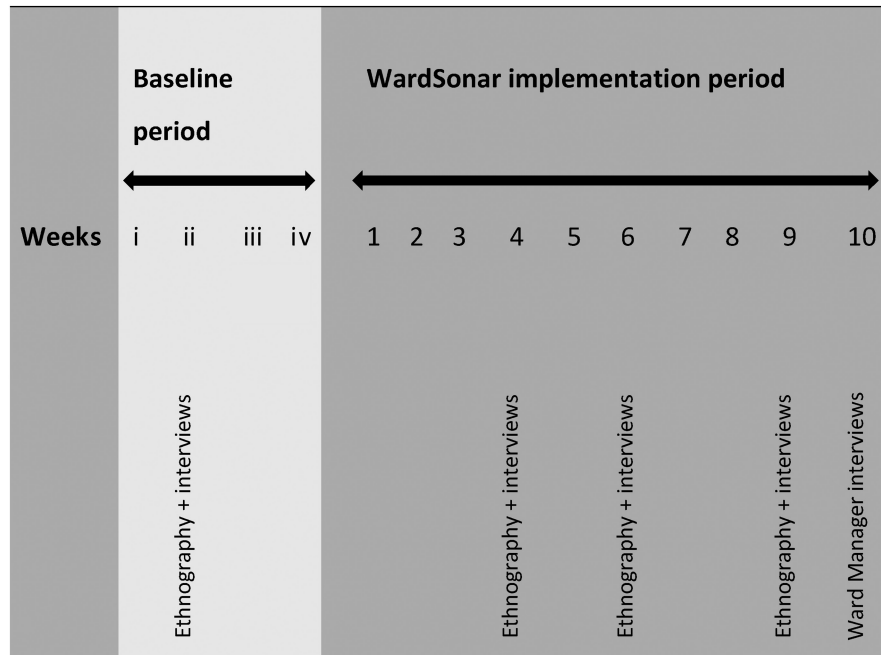 Baseline
period
WardSonar implementation period
Weeks i ii iii iv 1 2 3 4 5 6 7 8 9 10
Ethnography + interviews
Ethnography + interviews
Ethnography + interviews
Ethnography + interviews
Ward Manager interviews